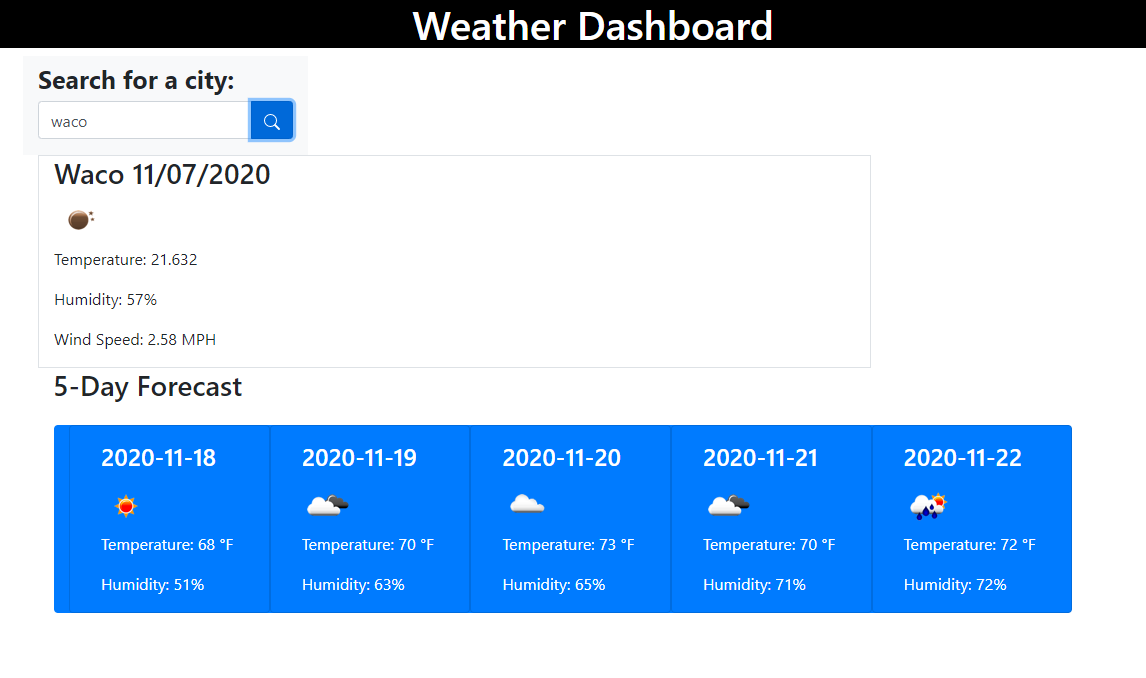 Weather Dashboard
Search for a city:
waco
Waco 11/07/2020
Temperature: 21.632
Humidity: 57%
Wind Speed: 2.58 MPH
5-Day Forecast
2020-11-18 2020-11-19 2020-11-20 2020-11-21 2020-11-22
Temperature: 68 °F Temperature: 70 °F Temperature: 73 °F Temperature: 70 °F Temperature: 72 °F
Humidity: 51% Humidity: 63% Humidity: 65% Humidity: 71% Humidity: 72%